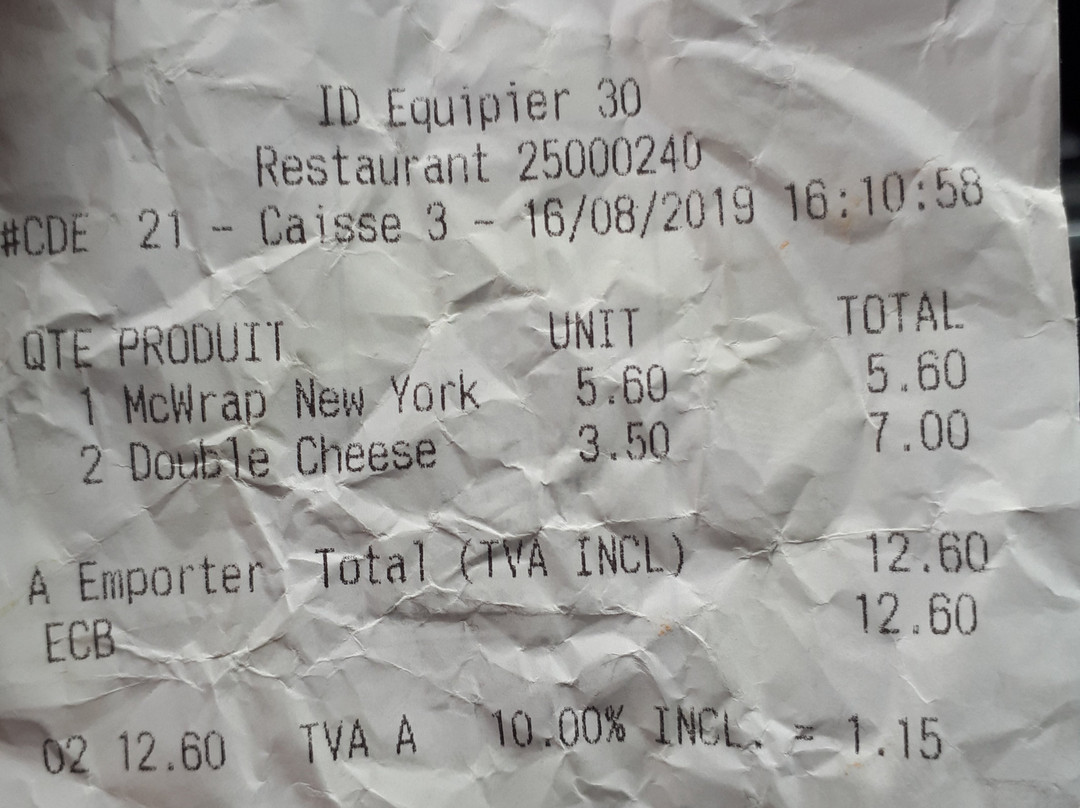 ID Equipier 30
Restaurant 25000240
#CDE 21 - Caisse 3 - 16/08/2019 16:10:58
QTE PRODUIT UNIT TOTAL
1 McWrap New York 5.60 5.60
2 Double Cheese 3.50 7.00
A Emporter Total (TVA INCL) 12.60
ECB 12.60
02 12.60 TVA A 10.00% INCL. = 1.15